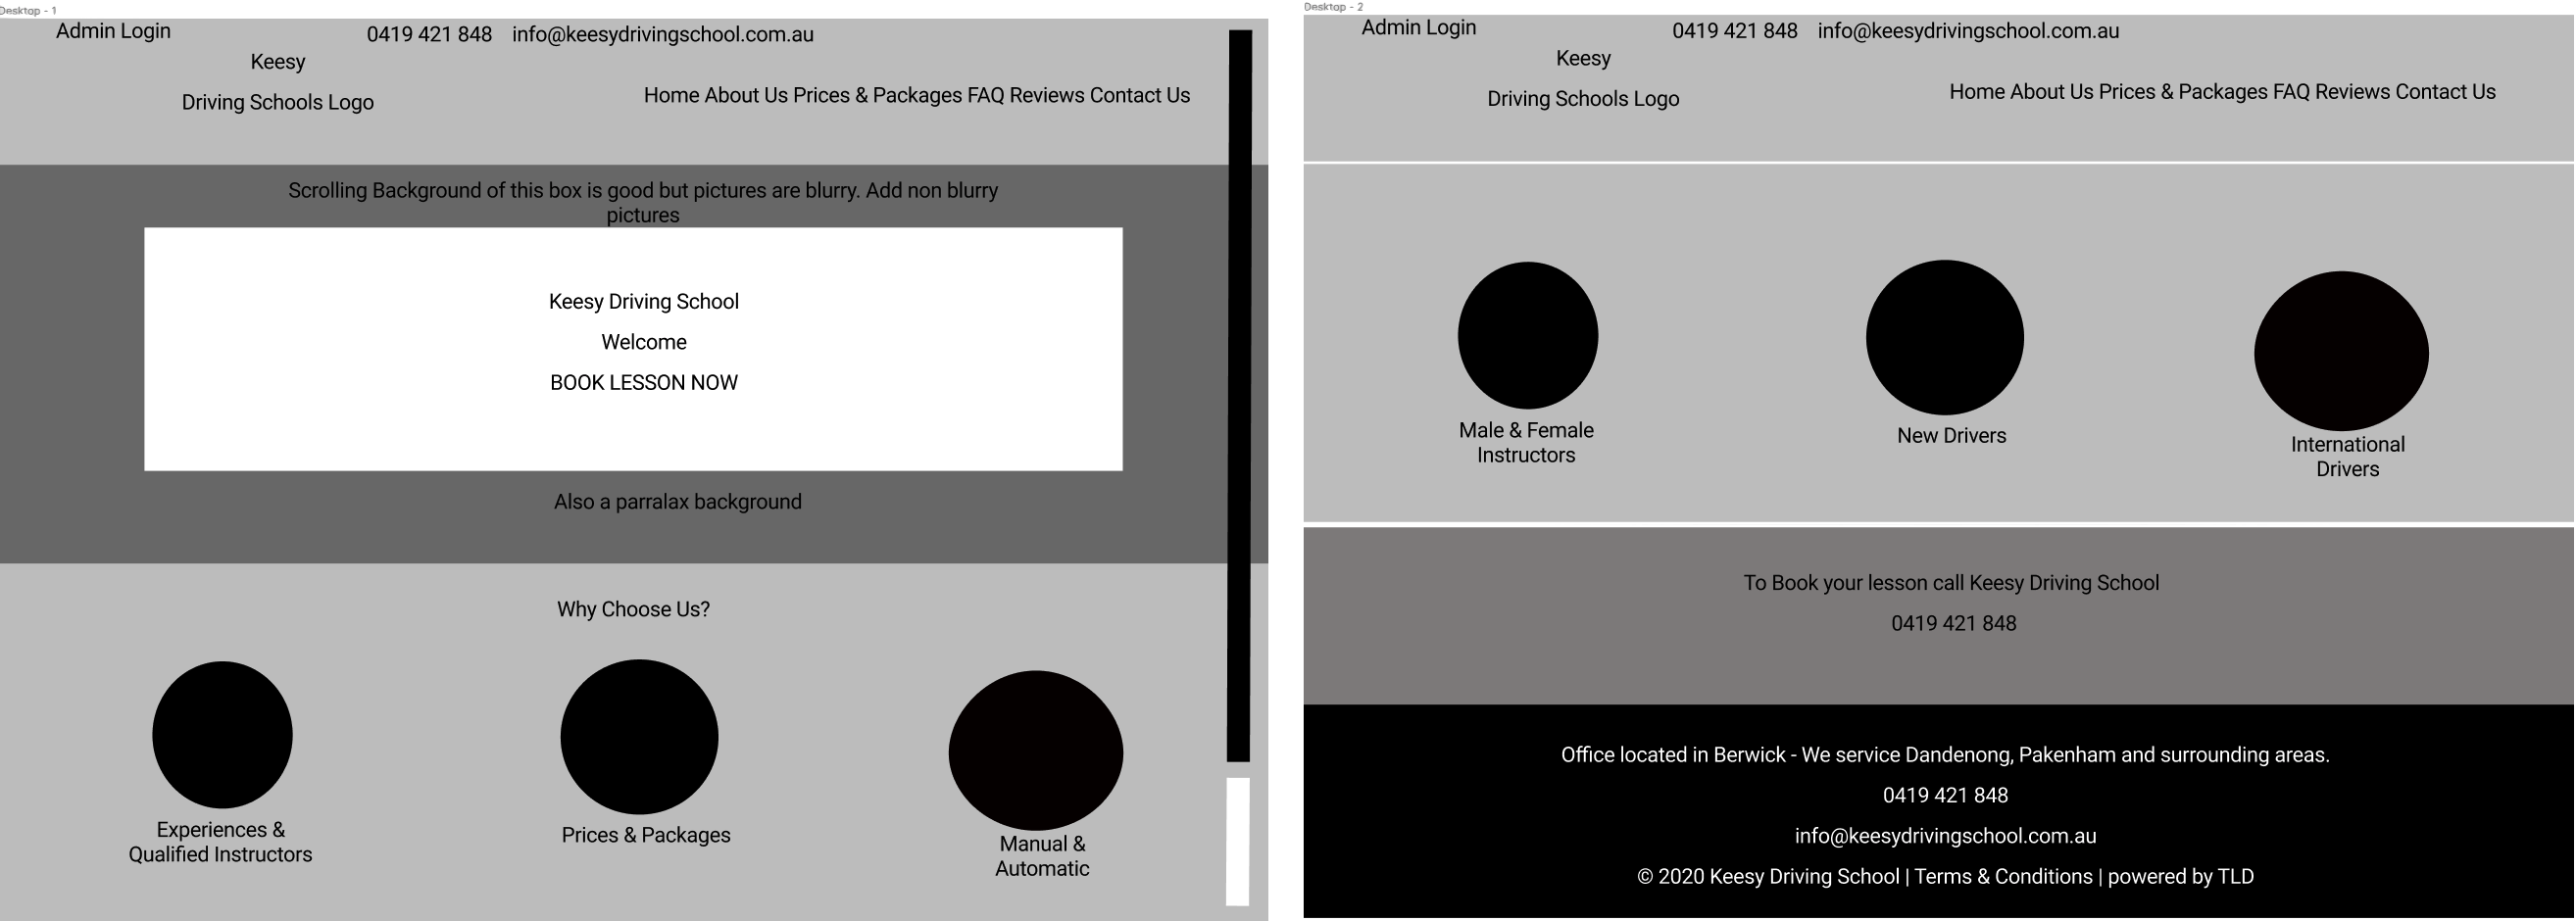 Desktop - 1
Admin Login
0419 421 848 info@keesydrivingschool.com.au
Keesy
Driving Schools Logo
Home About Us Prices & Packages FAQ Reviews Contact Us
Scrolling Background of this box is good but pictures are blurry. Add non blurry
pictures
Keesy Driving School
Welcome
BOOK LESSON NOW
Also a parralax background
Why Choose Us?
Experiences &
Qualified Instructors
Prices & Packages
Manual &
Automatic
Desktop - 2
Admin Login
0419 421 848 info@keesydrivingschool.com.au
Keesy
Driving Schools Logo
Home About Us Prices & Packages FAQ Reviews Contact Us
Male & Female
Instructors
New Drivers
International
Drivers
To Book your lesson call Keesy Driving School
0419 421 848
Office located in Berwick - We service Dandenong, Pakenham and surrounding areas.
0419 421 848
info@keesydrivingschool.com.au
© 2020 Keesy Driving School | Terms & Conditions | powered by TLD